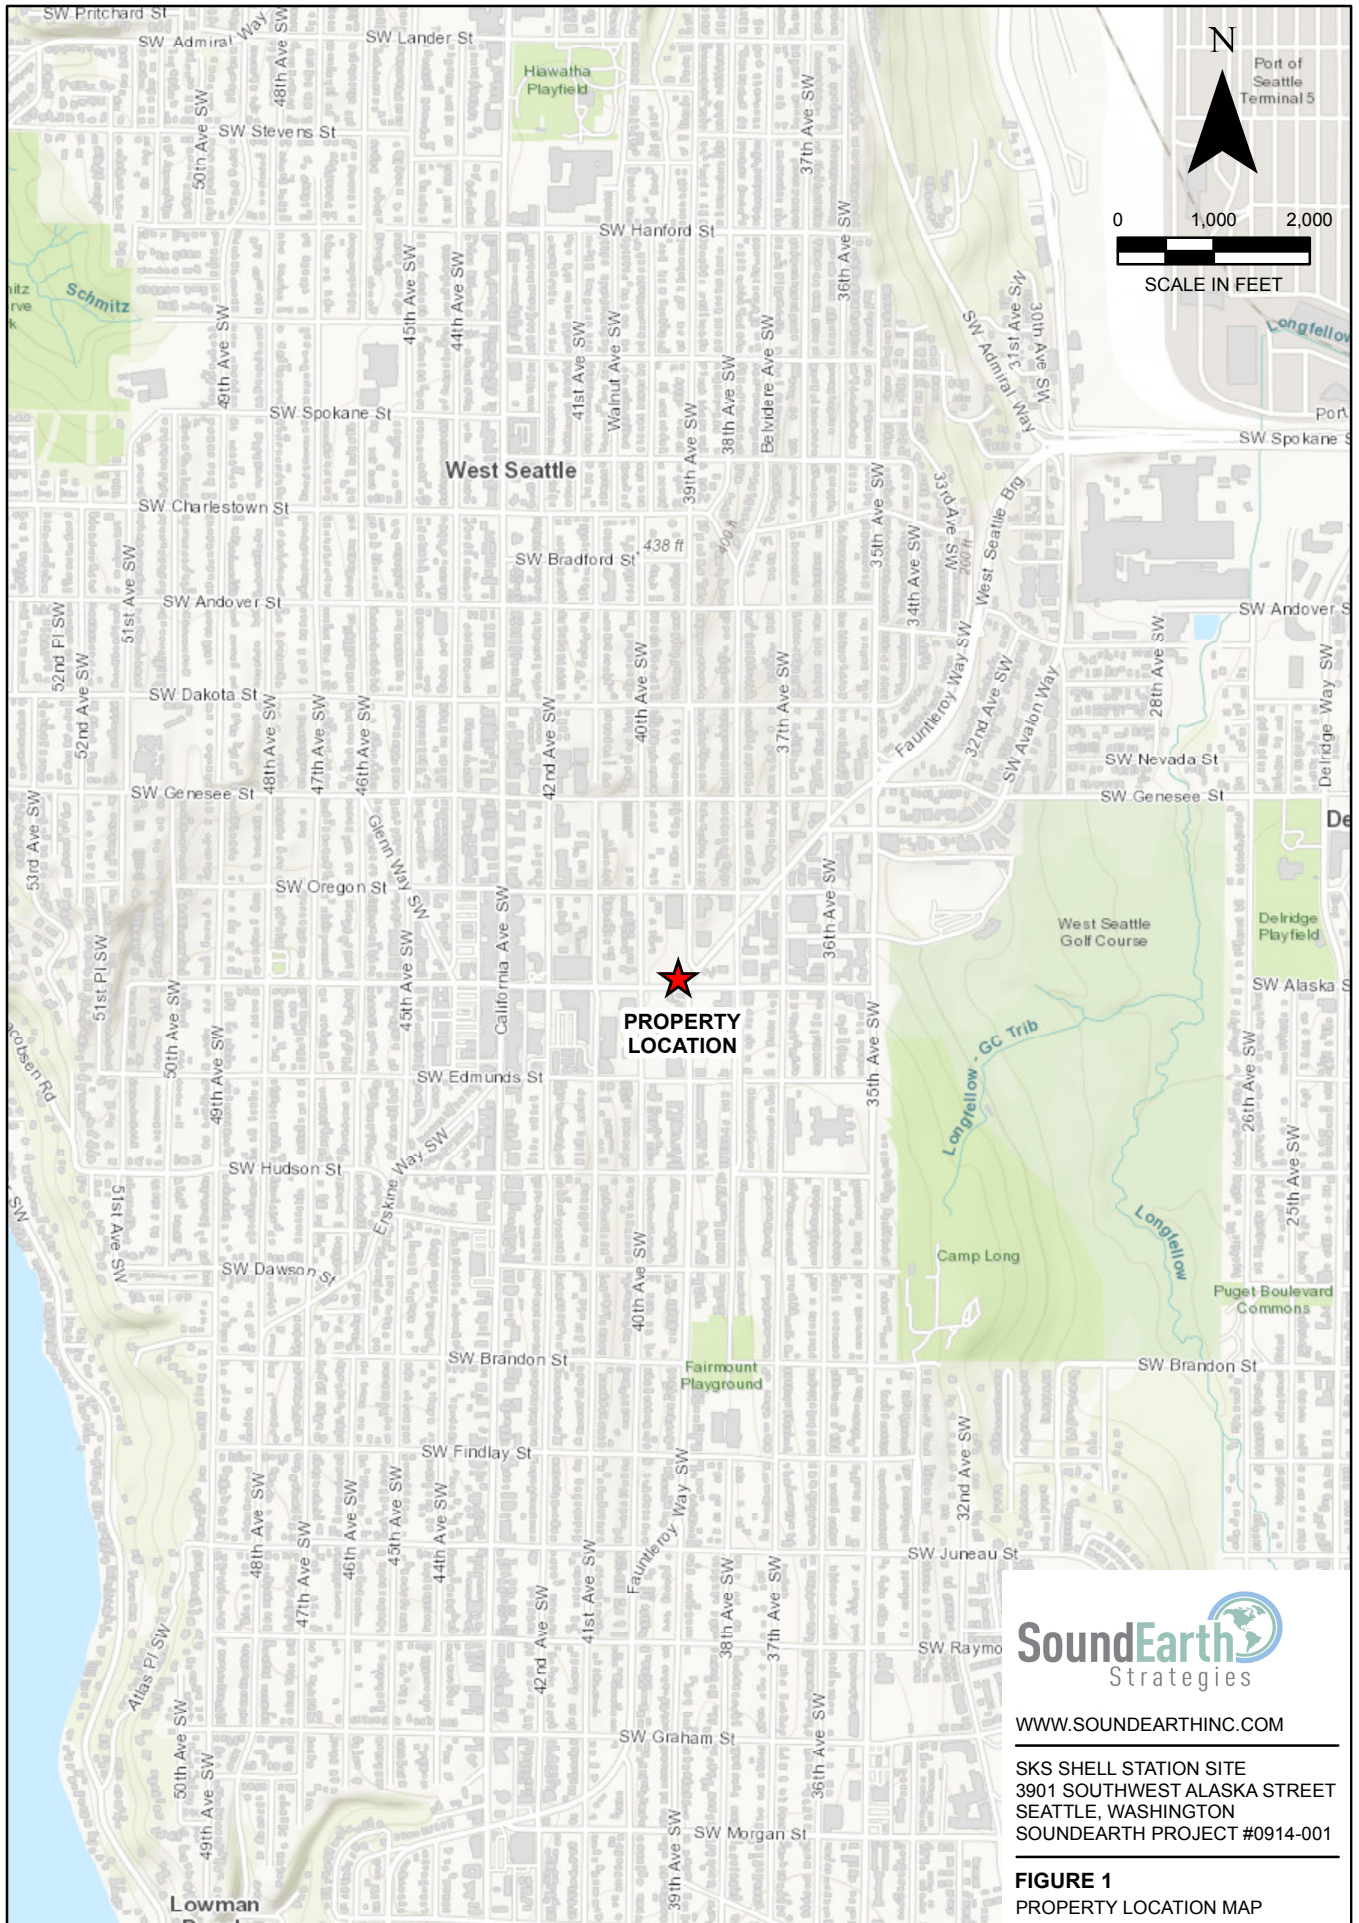 SW Pritchard St
SW Admiral Way
48th Ave SW
SW Lander St
50th Ave SW
SW Stevens St
Hiawatha
Playfield
37th Ave SW
N
Port of
Seattle
Terminal 5
0 1,000 2,000
SCALE IN FEET
SW Hanford St
36th Ave SW
45th Ave SW
44th Ave SW
Schmitz
49th Ave SW
41st Ave SW
Walnut Ave SW
38th Ave SW
Belvidere Ave SW
39th Ave SW
SW Admiral Way
31st Ave SW
30th Ave SW
Longfellow
Port
SW Spokane St
SW Spokane S
West Seattle
SW Charlestown St
35th Ave SW
33rd Ave SW
34th Ave SW
200 ft
West Seattle Brg
SW Bradford St
438 ft
400 ft
51st Ave SW
SW Andover St
SW Andover S
52nd Pl SW
52nd Ave SW
SW Dakota St
48th Ave SW
47th Ave SW
46th Ave SW
42nd Ave SW
40th Ave SW
37th Ave SW
Fauntleroy Way SW
32nd Ave SW
SW Avalon Way
28th Ave SW
Delridge Way SW
SW Nevada St
SW Genesee St
SW Genesee St
De
53rd Ave SW
Glenn Way SW
SW Oregon St
California Ave SW
36th Ave SW
West Seattle
Golf Course
Delridge
Playfield
51st Pl SW
50th Ave SW
45th Ave SW
SW Alaska S
PROPERTY
LOCATION
35th Ave SW
Longfellow - GC Trib
acobsen Rd
49th Ave SW
SW Edmunds St
26th Ave SW
25th Ave SW
SW Hudson St
Erskine Way SW
SW
51st Ave SW
SW Dawson St
40th Ave SW
Camp Long
Longfellow
Puget Boulevard
Commons
SW Brandon St
Fairmount
Playground
SW Brandon St
SW Findlay St
Fauntleroy Way SW
32nd Ave SW
48th Ave SW
47th Ave SW
46th Ave SW
45th Ave SW
44th Ave SW
42nd Ave SW
41st Ave SW
38th Ave SW
37th Ave SW
SW Juneau St
Atlas Pl SW
SW Raymo
50th Ave SW
49th Ave SW
SW Graham St
36th Ave SW
39th Ave SW
SW Morgan St
Lowman
SoundEarth
Strategies
WWW.SOUNDEARTHINC.COM
SKS SHELL STATION SITE
3901 SOUTHWEST ALASKA STREET
SEATTLE, WASHINGTON
SOUNDEARTH PROJECT #0914-001
FIGURE 1
PROPERTY LOCATION MAP